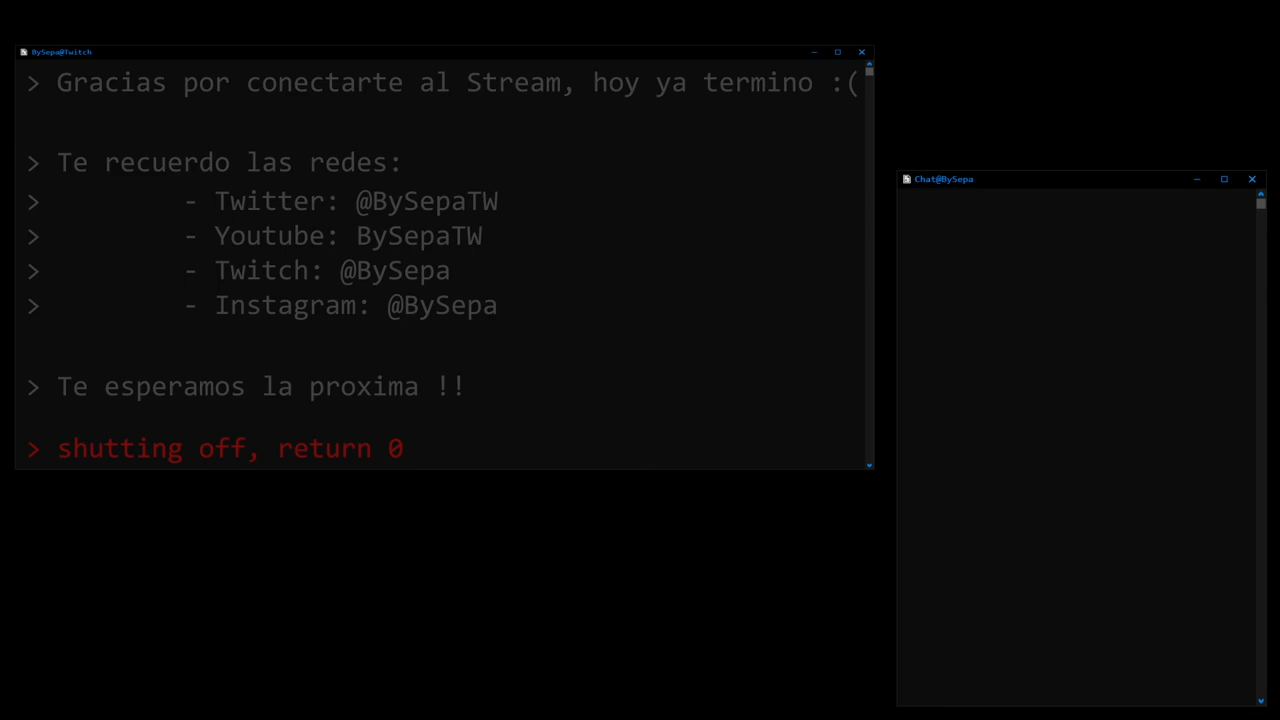 BySepa@Twitch
> Gracias por conectarte al Stream, hoy ya termino :(
> Te recuerdo las redes:
> - Twitter: @BySepaTW
> - Youtube: BySepaTW
> - Twitch: @BySepa
> - Instagram: @BySepa
> Te esperamos la proxima !!
> shutting off, return 0
Chat@BySepa